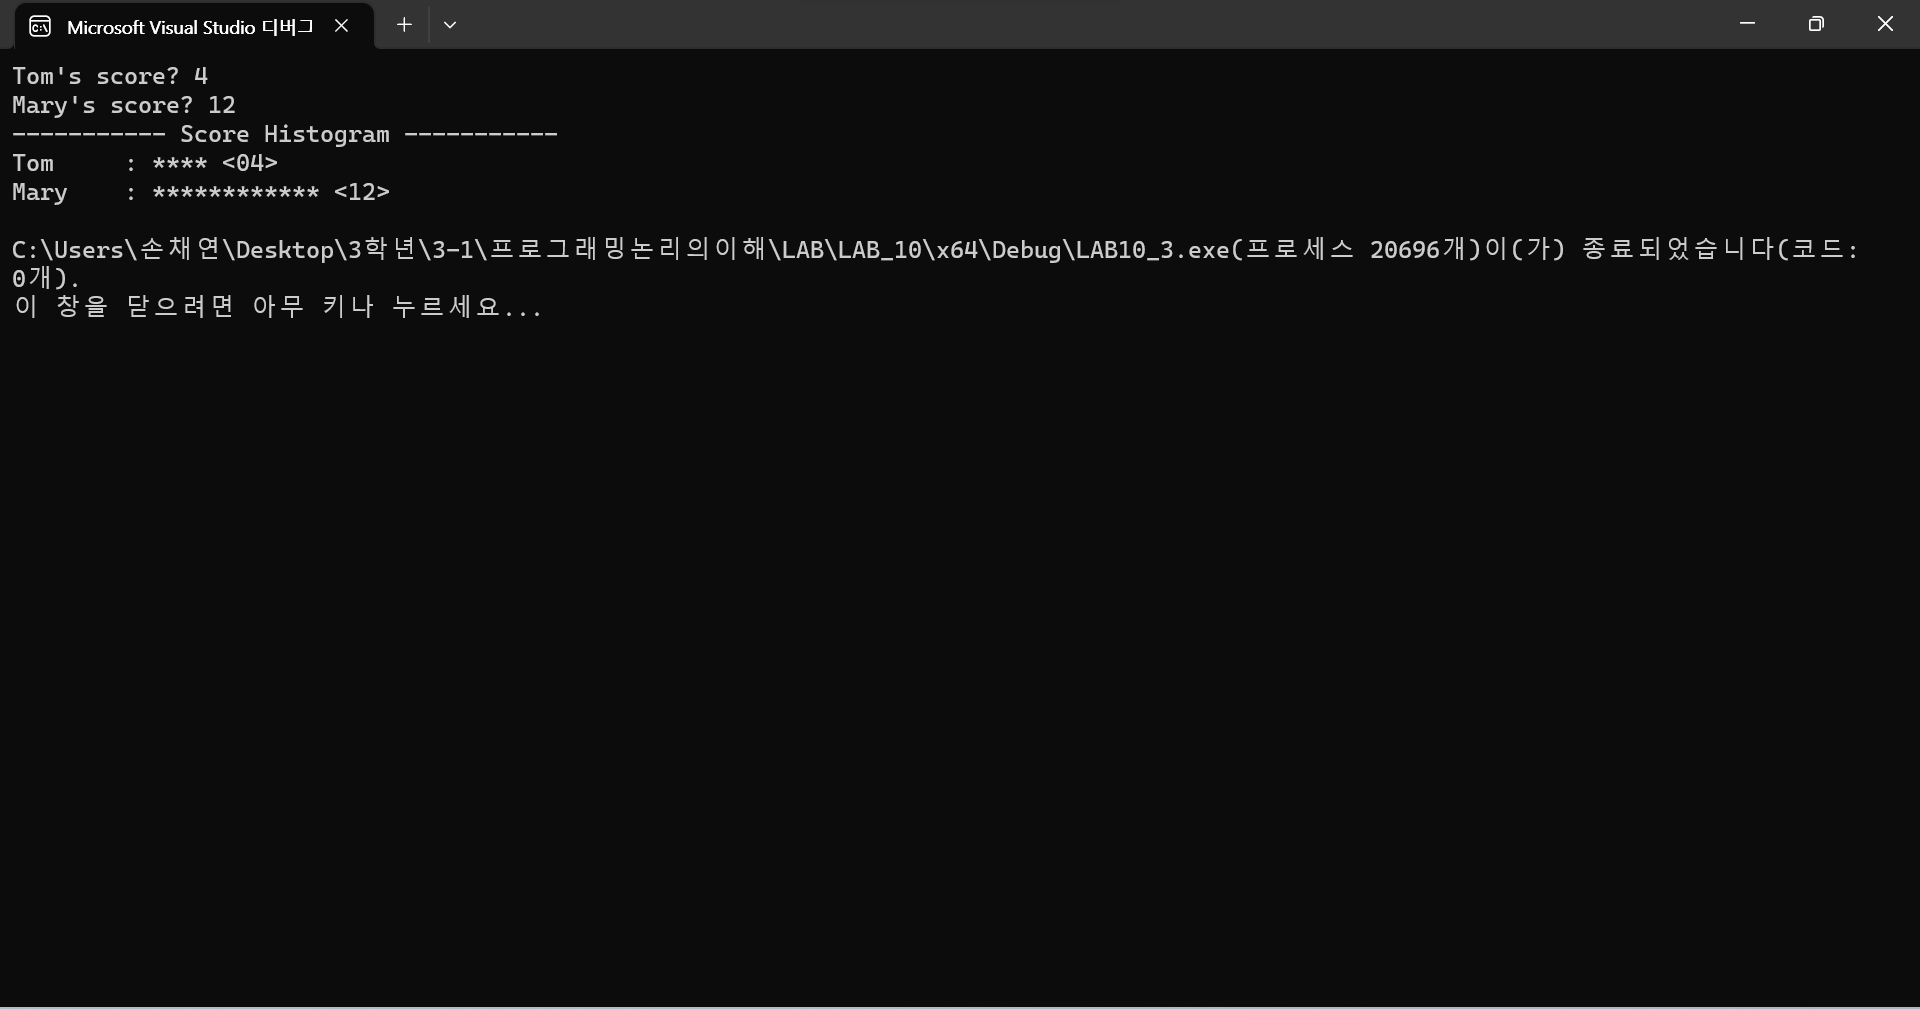 Microsoft Visual Studio 디버그
Tom's score? 4
Mary's score? 12
----------- Score Histogram -----------
Tom     : **** <04>
Mary    : ************ <12>
C:\Users\손채연\Desktop\3학년\3-1\프로그래밍논리의이해\LAB\LAB_10\x64\Debug\LAB10_3.exe(프로세스 20696개)이(가) 종료되었습니다(코드:
0개).
이 창을 닫으려면 아무 키나 누르세요...